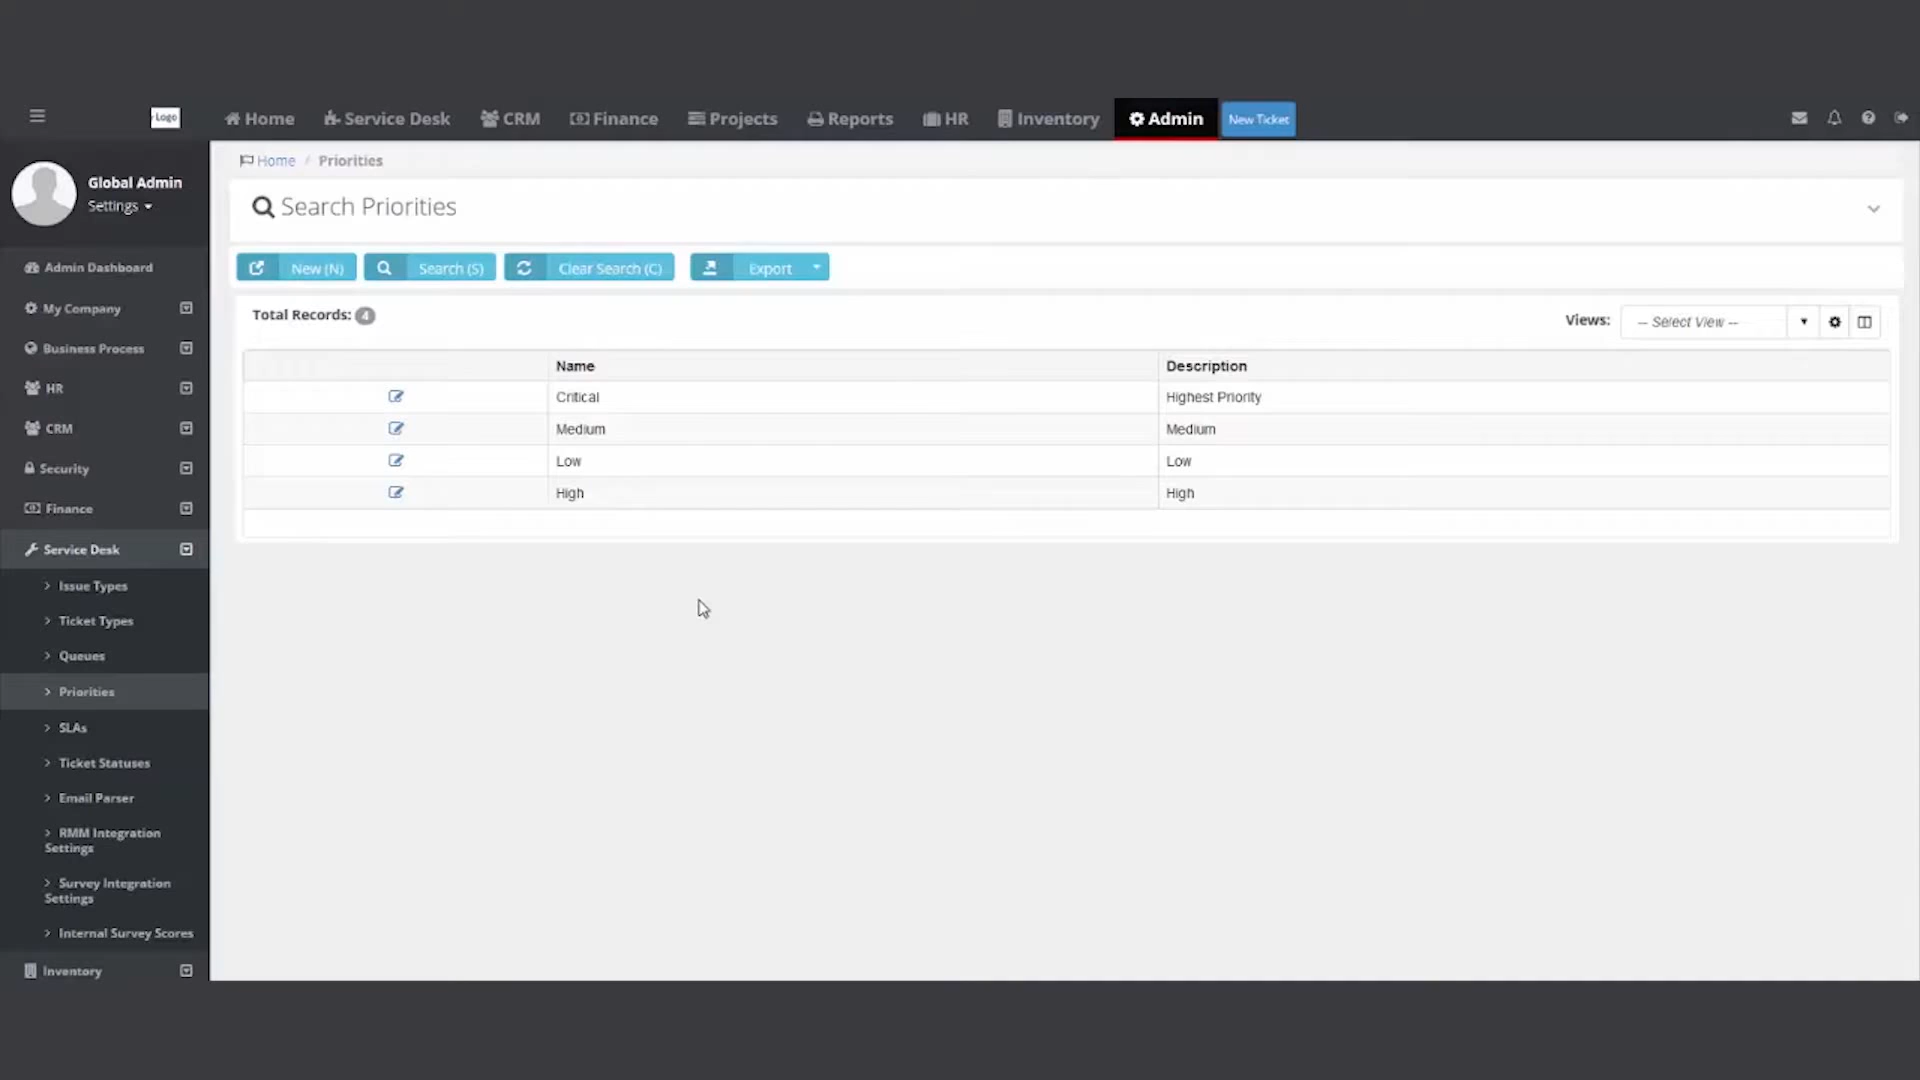 Logo
Home
Service Desk
CRM
Finance
Projects
Reports
HR
Inventory
Admin
New Ticket
Global Admin
Settings
Home / Priorities
Search Priorities
New (N)
Search (S)
Clear Search (C)
Export
Total Records: 4
Views:
-- Select View --
Name Description
Critical Highest Priority
Medium Medium
Low Low
High High
Admin Dashboard
My Company
Business Process
HR
CRM
Security
Finance
Service Desk
Issue Types
Ticket Types
Queues
Priorities
SLAs
Ticket Statuses
Email Parser
RMM Integration
Settings
Survey Integration
Settings
Internal Survey Scores
Inventory